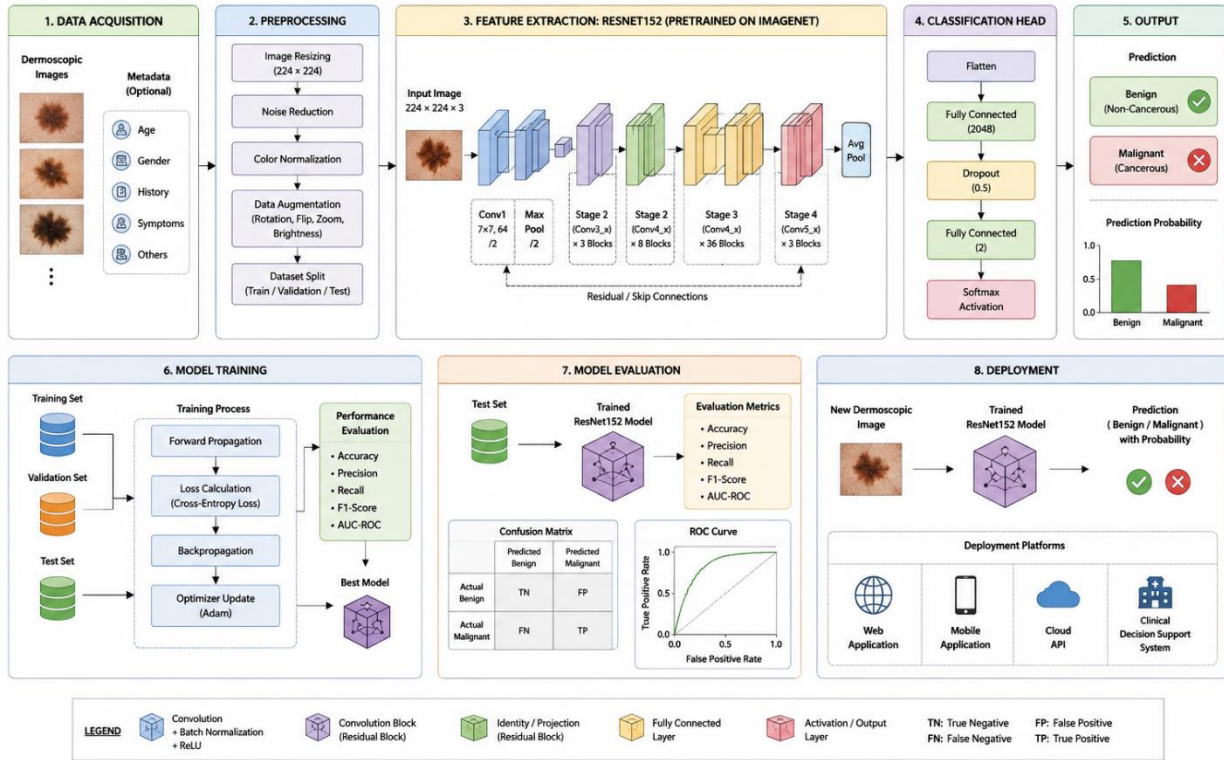 1. DATA ACQUISITION
Dermoscopic
Images
Metadata
(Optional)
Age
Gender
History
Symptoms
Others
2. PREPROCESSING
Image Resizing
(224 × 224)
Noise Reduction
Color Normalization
Data Augmentation
(Rotation, Flip, Zoom,
Brightness)
Dataset Split
(Train / Validation / Test)
3. FEATURE EXTRACTION: RESNET152 (PRETRAINED ON IMAGENET)
Input Image
224 × 224 × 3
Avg
Pool
Conv1
7×7, 64
/2
Max
Pool
/2
Stage 2
(Conv3_x)
× 3 Blocks
Stage 2
(Conv4_x)
× 8 Blocks
Stage 3
(Conv4_x)
× 36 Blocks
Stage 4
(Conv5_x)
× 3 Blocks
Residual / Skip Connections
4. CLASSIFICATION HEAD
Flatten
Fully Connected
(2048)
Dropout
(0.5)
Fully Connected
(2)
Softmax
Activation
5. OUTPUT
Prediction
Benign
(Non-Cancerous)
Malignant
(Cancerous)
Prediction Probability
1.0
0.5
0.0
Benign
Malignant
6. MODEL TRAINING
Training Set
Validation Set
Test Set
Training Process
Forward Propagation
Loss Calculation
(Cross-Entropy Loss)
Backpropagation
Optimizer Update
(Adam)
Performance
Evaluation
• Accuracy
• Precision
• Recall
• F1-Score
• AUC-ROC
Best Model
7. MODEL EVALUATION
Test Set
Trained
ResNet152 Model
Evaluation Metrics
• Accuracy
• Precision
• Recall
• F1-Score
• AUC-ROC
Confusion Matrix
Predicted
Benign
Predicted
Malignant
Actual
Benign
TN
FP
Actual
Malignant
FN
TP
ROC Curve
True Positive Rate
1.0
0.5
0.0
0.0
0.5
1.0
False Positive Rate
8. DEPLOYMENT
New Dermoscopic
Image
Trained
ResNet152 Model
Prediction
( Benign / Malignant )
with Probability
Deployment Platforms
Web
Application
Mobile
Application
Cloud
API
Clinical
Decision Support
System
LEGEND
Convolution
+ Batch Normalization
+ ReLU
Convolution Block
(Residual Block)
Identity / Projection
(Residual Block)
Fully Connected
Layer
Activation / Output
Layer
TN: True Negative
FN: False Negative
FP: False Positive
TP: True Positive